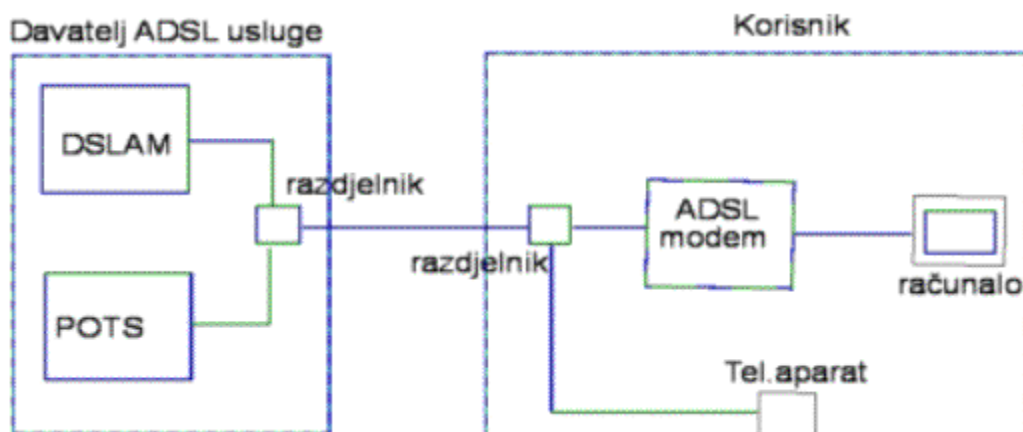 Davatelj ADSL usluge
Korisnik
DSLAM
razdjelnik
ADSL
modem
razdjelnik
računalo
POTS
Tel.aparat